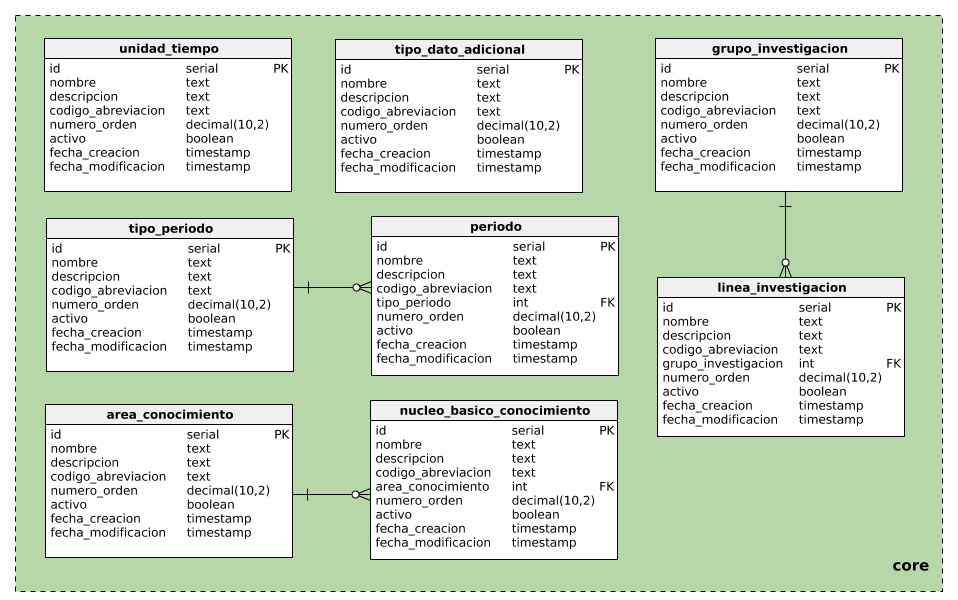 unidad_tiempo
id serial PK
nombre text
descripcion text
codigo_abreviacion text
numero_orden decimal(10,2)
activo boolean
fecha_creacion timestamp
fecha_modificacion timestamp
tipo_dato_adicional
id serial PK
nombre text
descripcion text
codigo_abreviacion text
numero_orden decimal(10,2)
activo boolean
fecha_creacion timestamp
fecha_modificacion timestamp
grupo_investigacion
id serial PK
nombre text
descripcion text
codigo_abreviacion text
numero_orden decimal(10,2)
activo boolean
fecha_creacion timestamp
fecha_modificacion timestamp
tipo_periodo
id serial PK
nombre text
descripcion text
codigo_abreviacion text
numero_orden decimal(10,2)
activo boolean
fecha_creacion timestamp
fecha_modificacion timestamp
periodo
id serial PK
nombre text
descripcion text
codigo_abreviacion text
tipo_periodo int FK
numero_orden decimal(10,2)
activo boolean
fecha_creacion timestamp
fecha_modificacion timestamp
linea_investigacion
id serial PK
nombre text
descripcion text
codigo_abreviacion text
grupo_investigacion int FK
numero_orden decimal(10,2)
activo boolean
fecha_creacion timestamp
fecha_modificacion timestamp
area_conocimiento
id serial PK
nombre text
descripcion text
codigo_abreviacion text
numero_orden decimal(10,2)
activo boolean
fecha_creacion timestamp
fecha_modificacion timestamp
nucleo_basico_conocimiento
id serial PK
nombre text
descripcion text
codigo_abreviacion text
area_conocimiento int FK
numero_orden decimal(10,2)
activo boolean
fecha_creacion timestamp
fecha_modificacion timestamp
core